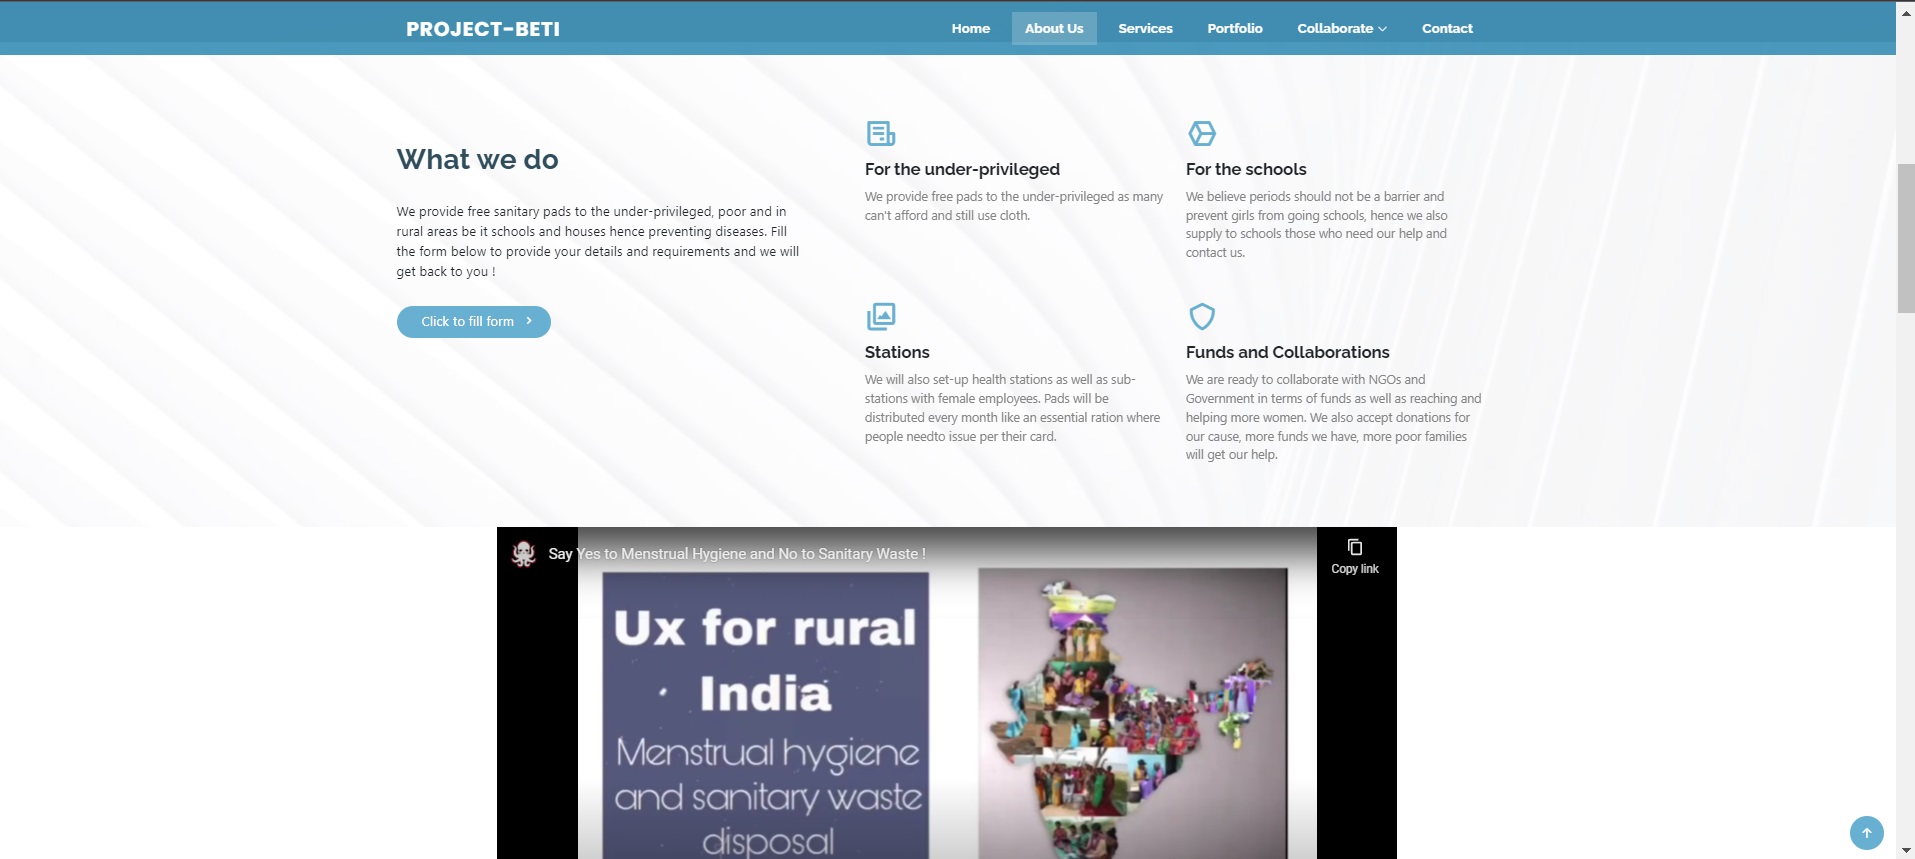 PROJECT-BETI
Home
About Us
Services
Portfolio
Collaborate
Contact
What we do
We provide free sanitary pads to the under-privileged, poor and in
rural areas be it schools and houses hence preventing diseases. Fill
the form below to provide your details and requirements and we will
get back to you !
Click to fill form
For the under-privileged
We provide free pads to the under-privileged as many
can't afford and still use cloth.
For the schools
We believe periods should not be a barrier and
prevent girls from going schools, hence we also
supply to schools those who need our help and
contact us.
Stations
We will also set-up health stations as well as sub-
stations with female employees. Pads will be
distributed every month like an essential ration where
people needto issue per their card.
Funds and Collaborations
We are ready to collaborate with NGOs and
Government in terms of funds as well as reaching and
helping more women. We also accept donations for
our cause, more funds we have, more poor families
will get our help.
Say Yes to Menstrual Hygiene and No to Sanitary Waste !
Copy link
Ux for rural
India
Menstrual hygiene
and sanitary waste
disposal